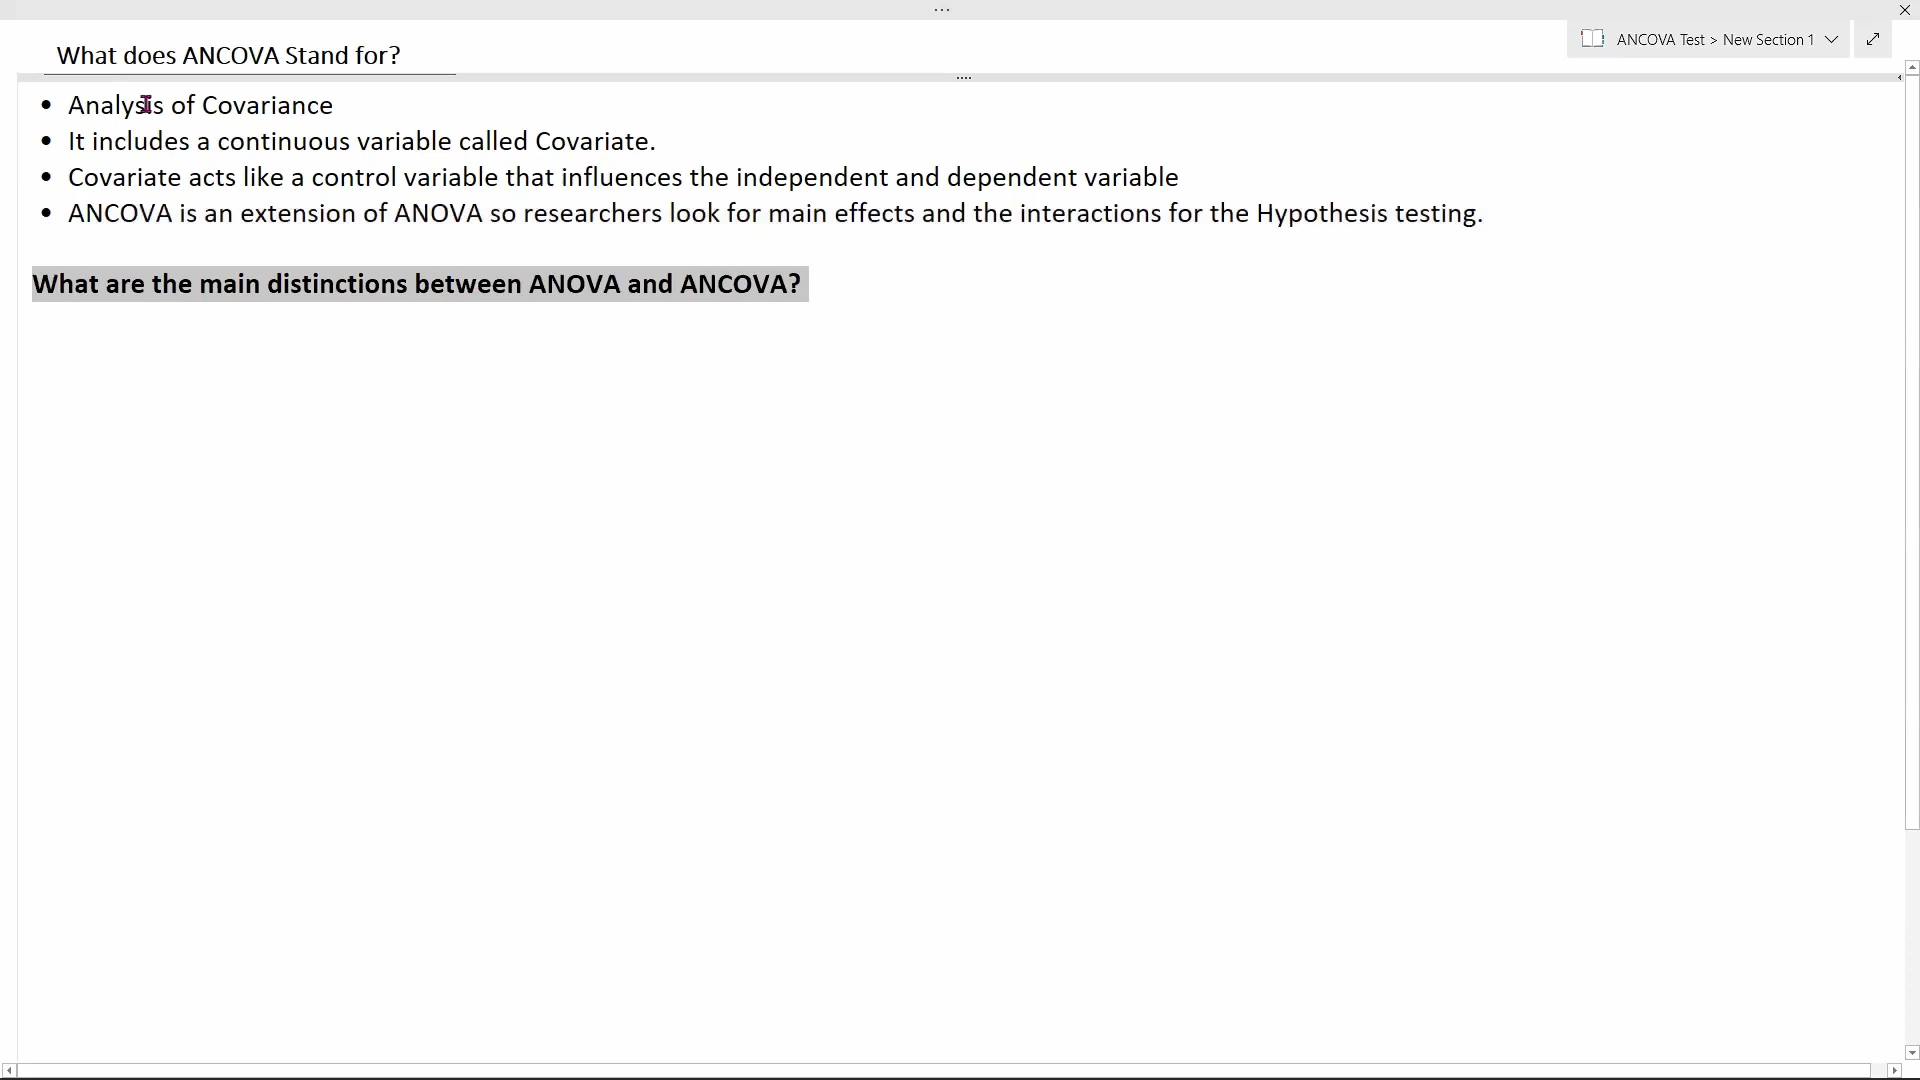 What does ANCOVA Stand for?
ANCOVA Test > New Section 1
• Analysis of Covariance
• It includes a continuous variable called Covariate.
• Covariate acts like a control variable that influences the independent and dependent variable
• ANCOVA is an extension of ANOVA so researchers look for main effects and the interactions for the Hypothesis testing.
What are the main distinctions between ANOVA and ANCOVA?